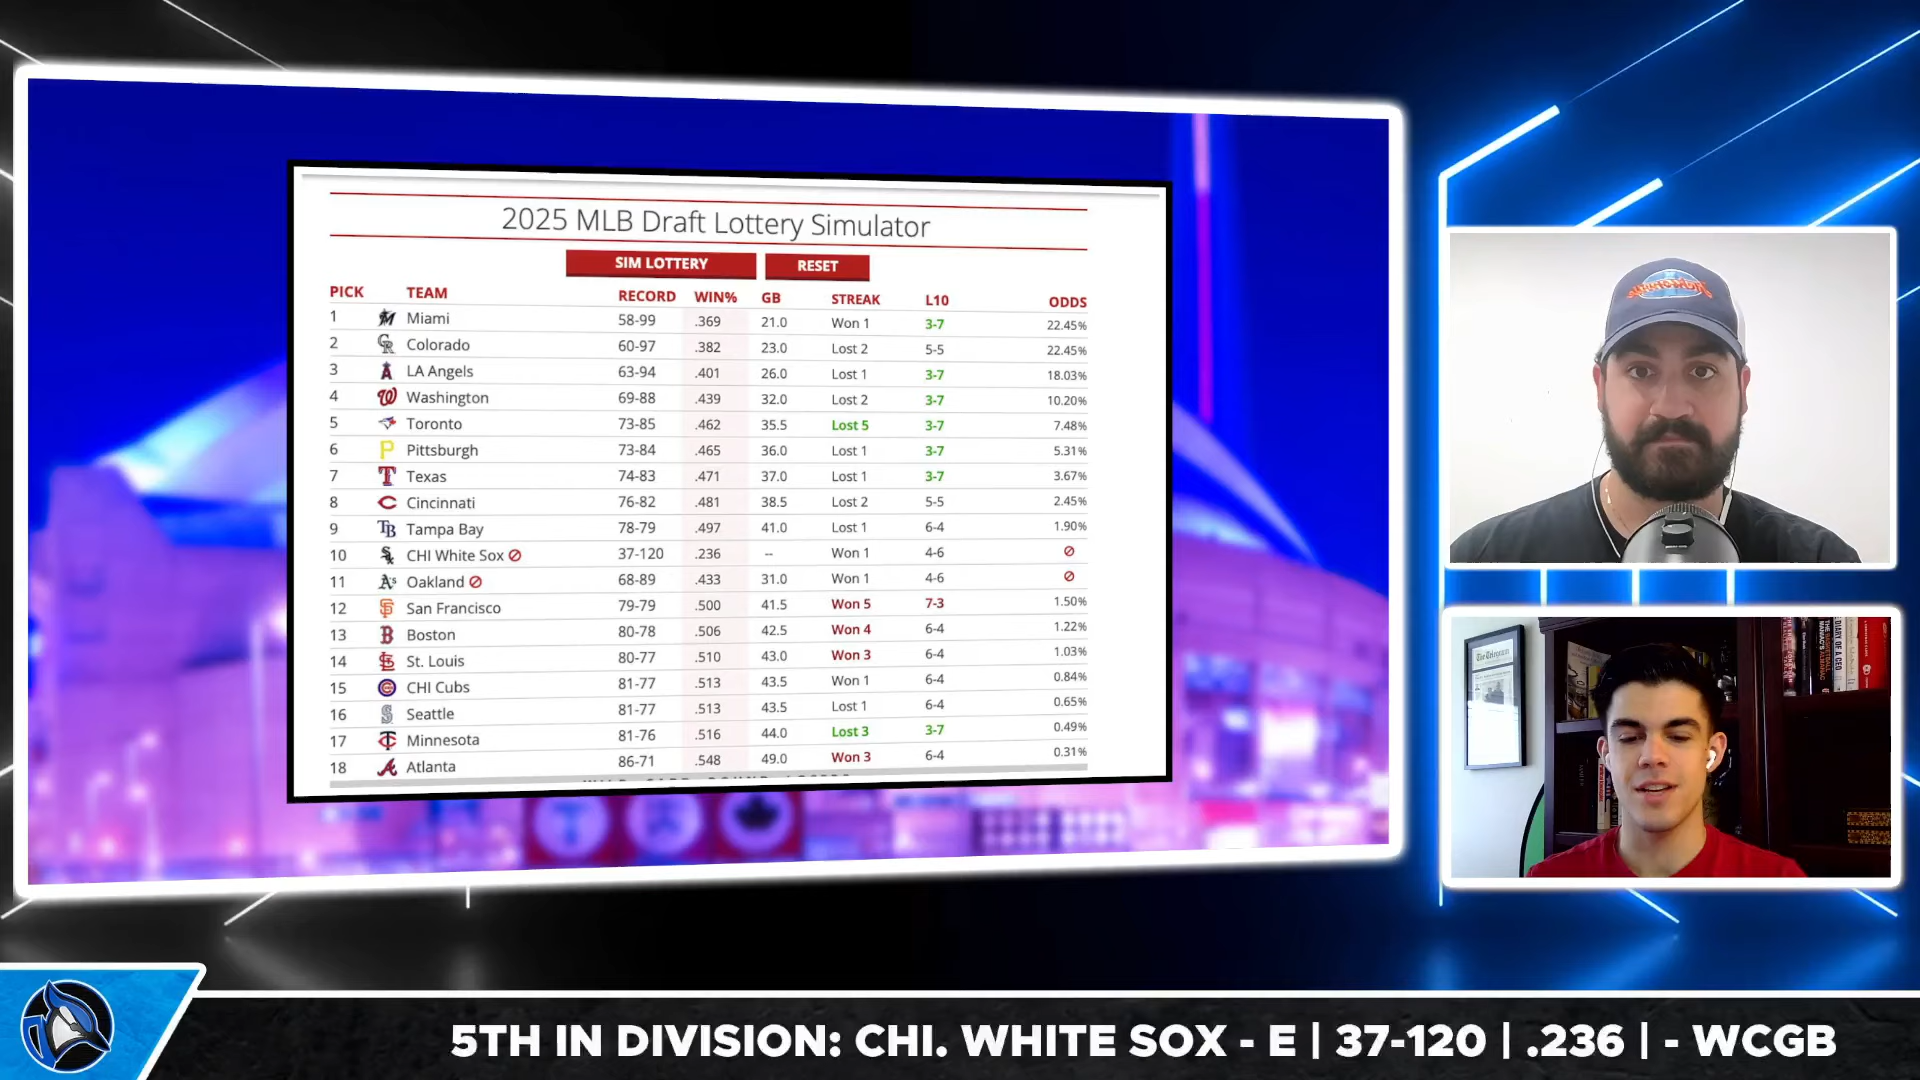 2025 MLB Draft Lottery Simulator
SIM LOTTERY RESET
PICK TEAM RECORD WIN% GB STREAK L10 ODDS
1 Miami 58-99 .369 21.0 Won 1 3-7 22.45%
2 Colorado 60-97 .382 23.0 Lost 2 5-5 22.45%
3 LA Angels 63-94 .401 26.0 Lost 1 3-7 18.03%
4 Washington 69-88 .439 32.0 Lost 2 3-7 10.20%
5 Toronto 73-85 .462 35.5 Lost 5 3-7 7.48%
6 Pittsburgh 73-84 .465 36.0 Lost 1 3-7 5.31%
7 Texas 74-83 .471 37.0 Lost 1 3-7 3.67%
8 Cincinnati 76-82 .481 38.5 Lost 2 5-5 2.45%
9 Tampa Bay 78-79 .497 41.0 Lost 1 6-4 1.90%
10 CHI White Sox 37-120 .236 -- Won 1 4-6
11 Oakland 68-89 .433 31.0 Won 1 4-6
12 San Francisco 79-79 .500 41.5 Won 5 7-3 1.50%
13 Boston 80-78 .506 42.5 Won 4 6-4 1.22%
14 St. Louis 80-77 .510 43.0 Won 3 6-4 1.03%
15 CHI Cubs 81-77 .513 43.5 Won 1 6-4 0.84%
16 Seattle 81-77 .513 43.5 Lost 1 6-4 0.65%
17 Minnesota 81-76 .516 44.0 Lost 3 3-7 0.49%
18 Atlanta 86-71 .548 49.0 Won 3 6-4 0.31%
The Telegram
DIARY OF A CEO
5TH IN DIVISION: CHI. WHITE SOX - E | 37-120 | .236 | - WCGB